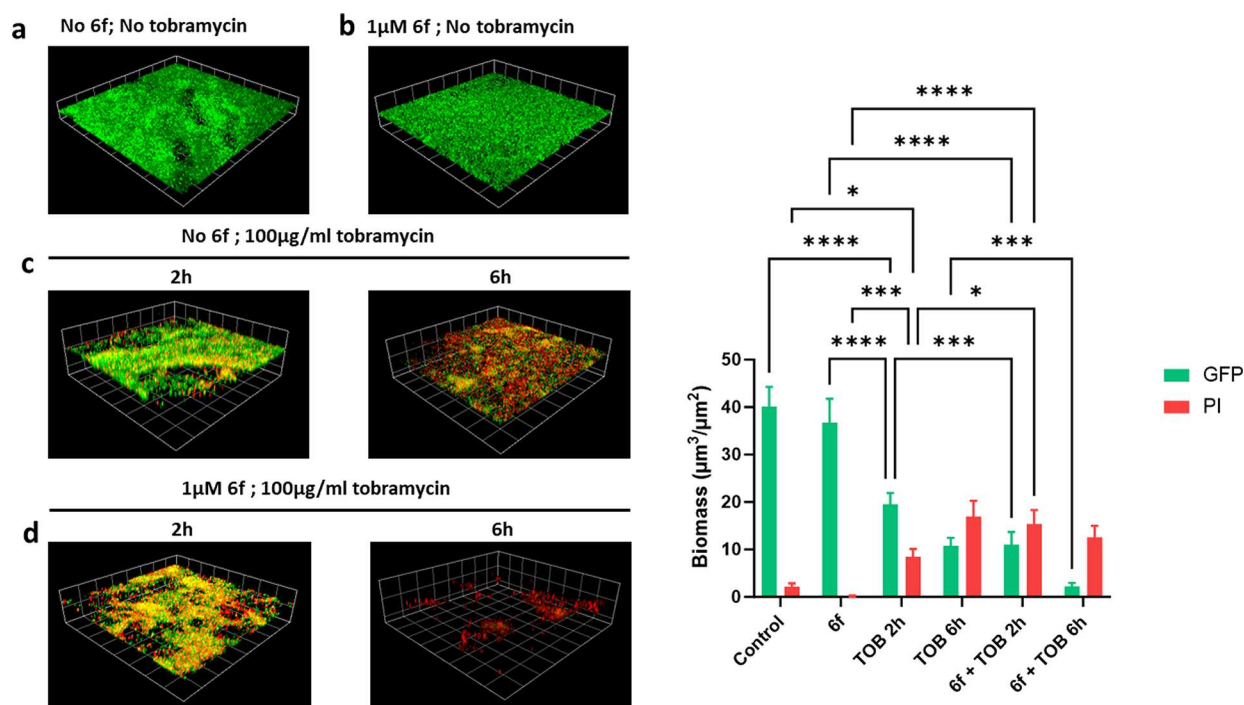 a
No 6f; No tobramycin
b
1µM 6f ; No tobramycin
No 6f ; 100µg/ml tobramycin
c
2h
6h
1µM 6f ; 100µg/ml tobramycin
d
2h
6h
****
****
*
****
***
***
*
****
***
50
40
30
20
10
0
Biomass (µm³/µm²)
Control
6f
TOB 2h
TOB 6h
6f + TOB 2h
6f + TOB 6h
GFP
PI